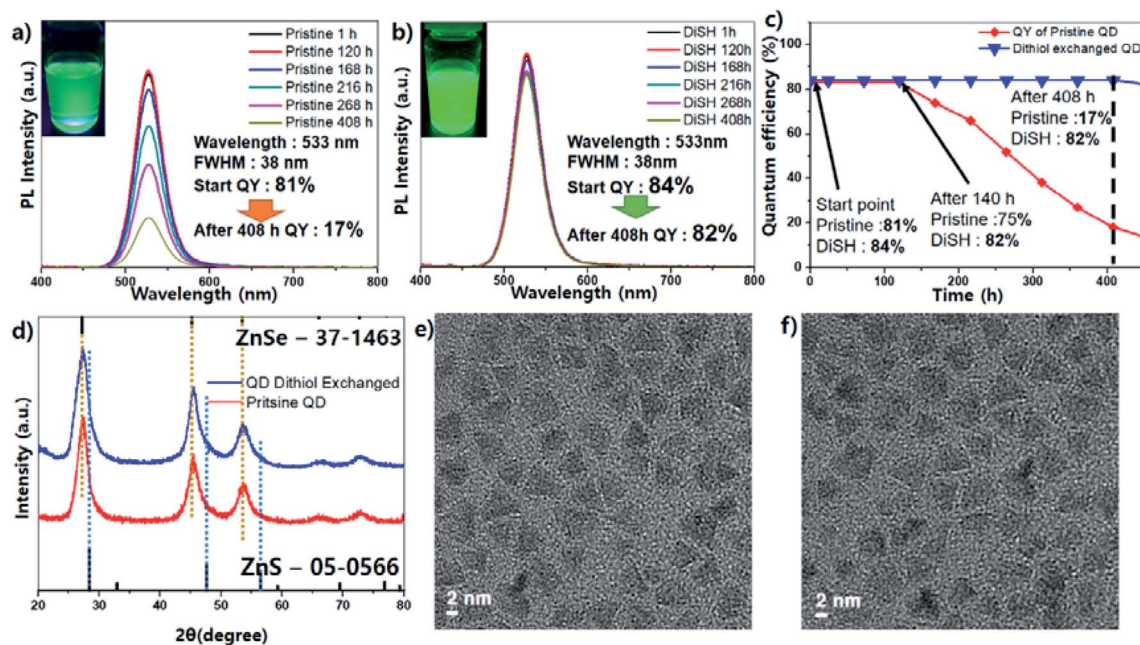 a)
Pristine 1 h
Pristine 120 h
Pristine 168 h
Pristine 216 h
Pristine 268 h
Pristine 408 h
Wavelength : 533 nm
FWHM : 38 nm
Start QY : 81%
After 408 h QY : 17%
PL Intensity (a.u.)
400 500 600 700 800
Wavelength (nm)
b)
DiSH 1h
DiSH 120h
DiSH 168h
DiSH 216h
DiSH 268h
DiSH 408h
Wavelength : 533nm
FWHM : 38nm
Start QY : 84%
After 408h QY : 82%
PL Intensity (a.u.)
400 500 600 700 800
Wavelength (nm)
c)
QY of Pristine QD
Dithiol exchanged QD
100
80
60
40
20
0
Quantum efficiency (%)
After 408 h
Pristine :17%
DiSH : 82%
Start point
Pristine :81%
DiSH : 84%
After 140 h
Pristine :75%
DiSH : 82%
0 100 200 300 400
Time (h)
d)
ZnSe – 37-1463
QD Dithiol Exchanged
Pritsine QD
ZnS – 05-0566
Intensity (a.u.)
20 30 40 50 60 70 80
2θ(degree)
e)
2 nm
f)
2 nm